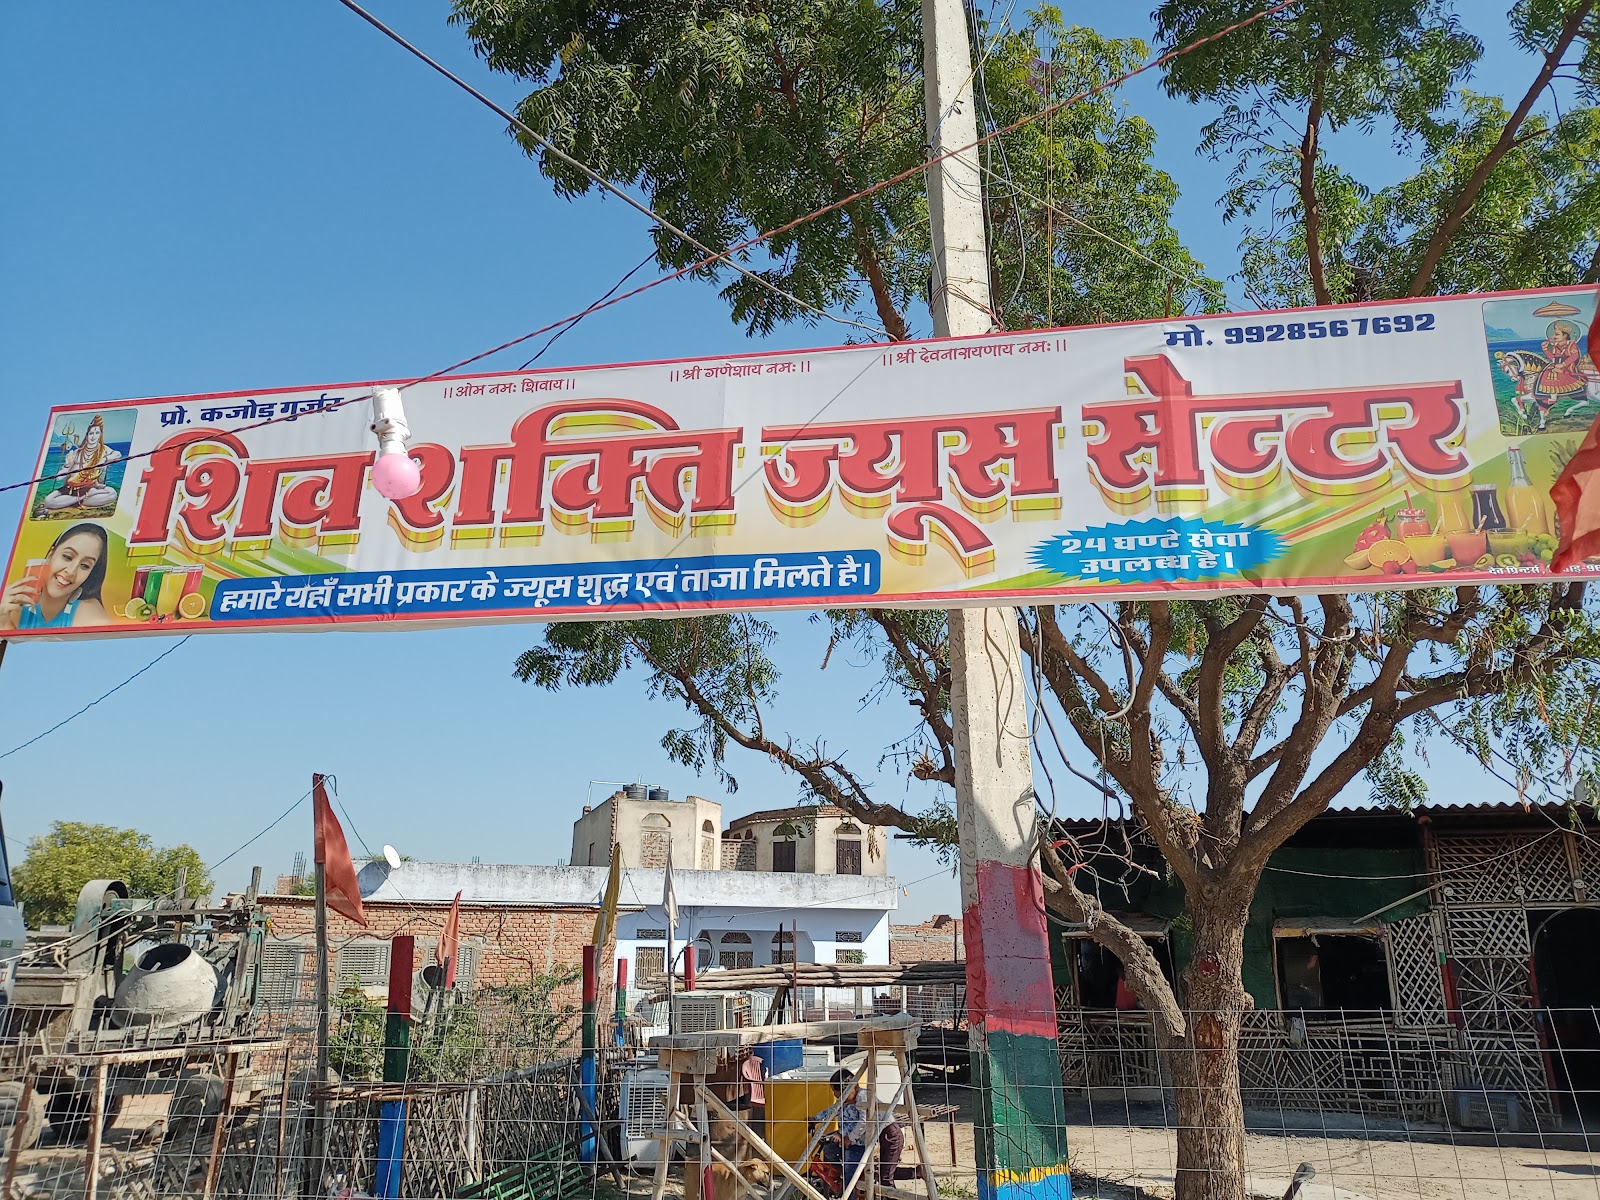 ।।ओम नमः शिवाय।।
।।श्री गणेशाय नमः।।
।।श्री देवनारायणाय नमः।।
मो. 9928567692
प्रो. कजोड़ गुर्जर
शिव शक्ति ज्यूस सेन्टर
हमारे यहाँ सभी प्रकार के ज्यूस शुद्ध एवं ताजा मिलते है।
24 घण्टे सेवा
उपलब्ध है।
देव प्रिन्टर्स,